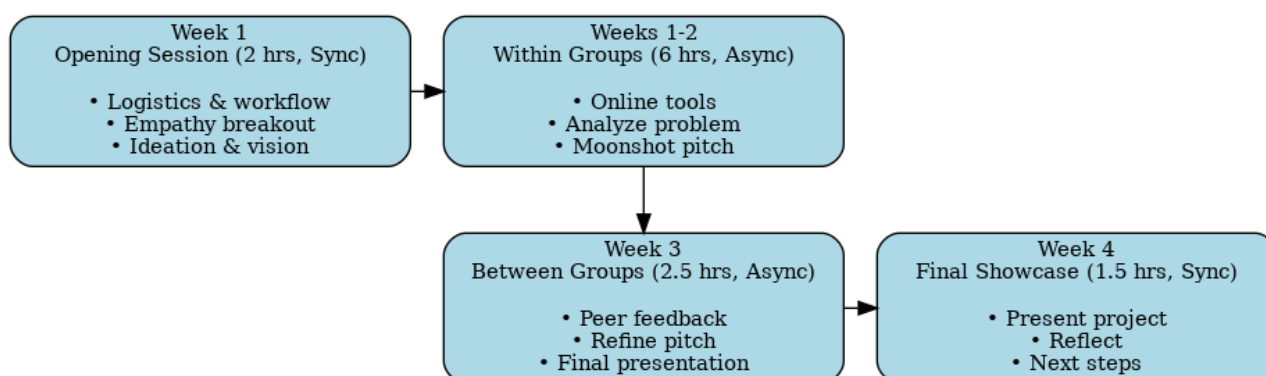 Week 1
Opening Session (2 hrs, Sync)
• Logistics & workflow
• Empathy breakout
• Ideation & vision
Weeks 1-2
Within Groups (6 hrs, Async)
• Online tools
• Analyze problem
• Moonshot pitch
Week 3
Between Groups (2.5 hrs, Async)
• Peer feedback
• Refine pitch
• Final presentation
Week 4
Final Showcase (1.5 hrs, Sync)
• Present project
• Reflect
• Next steps